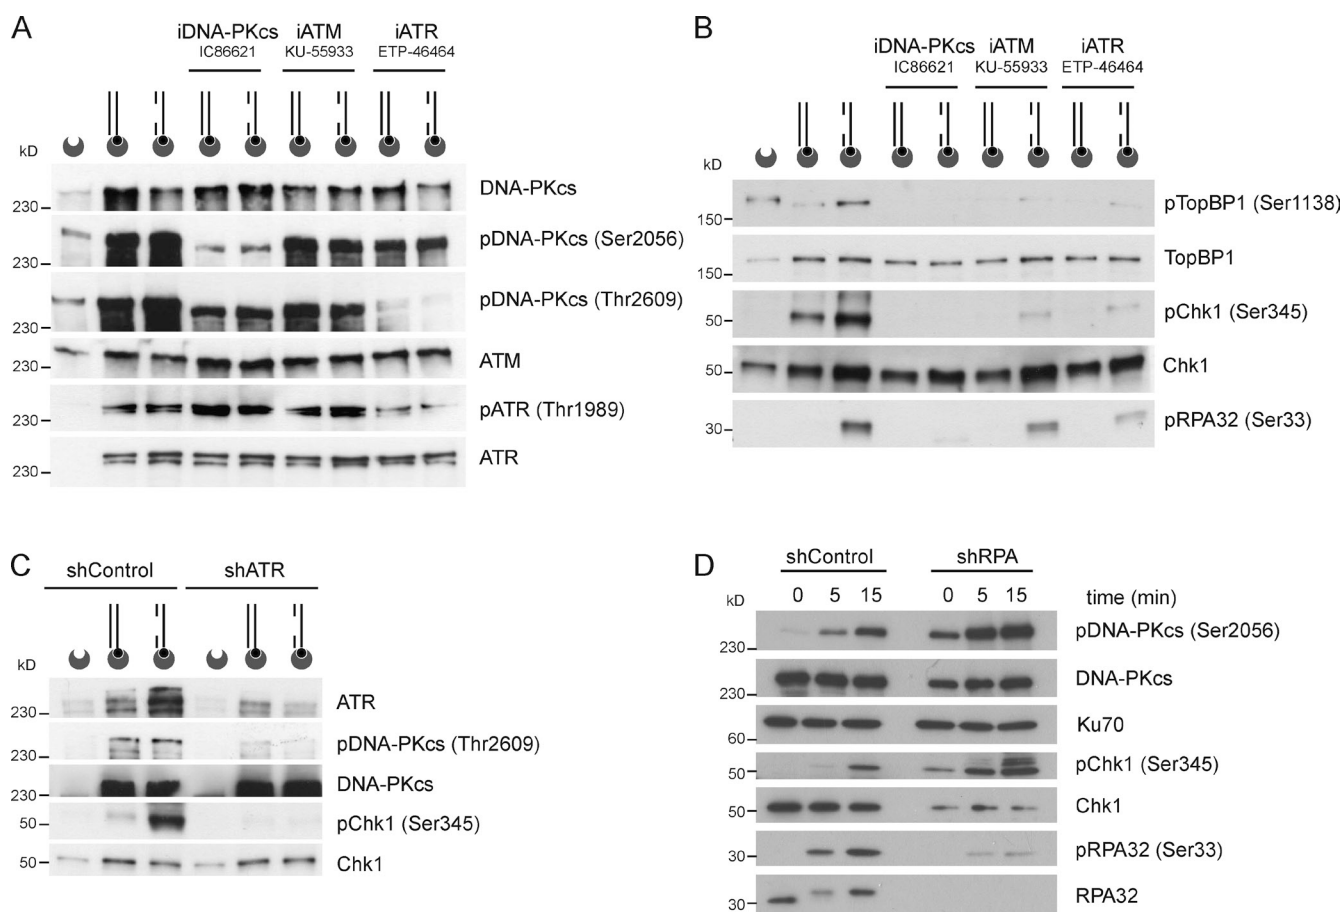 A
iDNA-PKcs iATM iATR
IC86621 KU-55933 ETP-46464
kD
DNA-PKcs
230
pDNA-PKcs (Ser2056)
230
pDNA-PKcs (Thr2609)
230
ATM
230
pATR (Thr1989)
230
ATR
230
B
iDNA-PKcs iATM iATR
IC86621 KU-55933 ETP-46464
kD
pTopBP1 (Ser1138)
150
TopBP1
150
pChk1 (Ser345)
50
Chk1
50
pRPA32 (Ser33)
30
C
shControl shATR
kD
ATR
230
pDNA-PKcs (Thr2609)
230
DNA-PKcs
230
pChk1 (Ser345)
50
Chk1
50
D
shControl shRPA
0 5 15 0 5 15 time (min)
kD
pDNA-PKcs (Ser2056)
230
DNA-PKcs
230
Ku70
60
pChk1 (Ser345)
50
Chk1
50
pRPA32 (Ser33)
30
RPA32
30